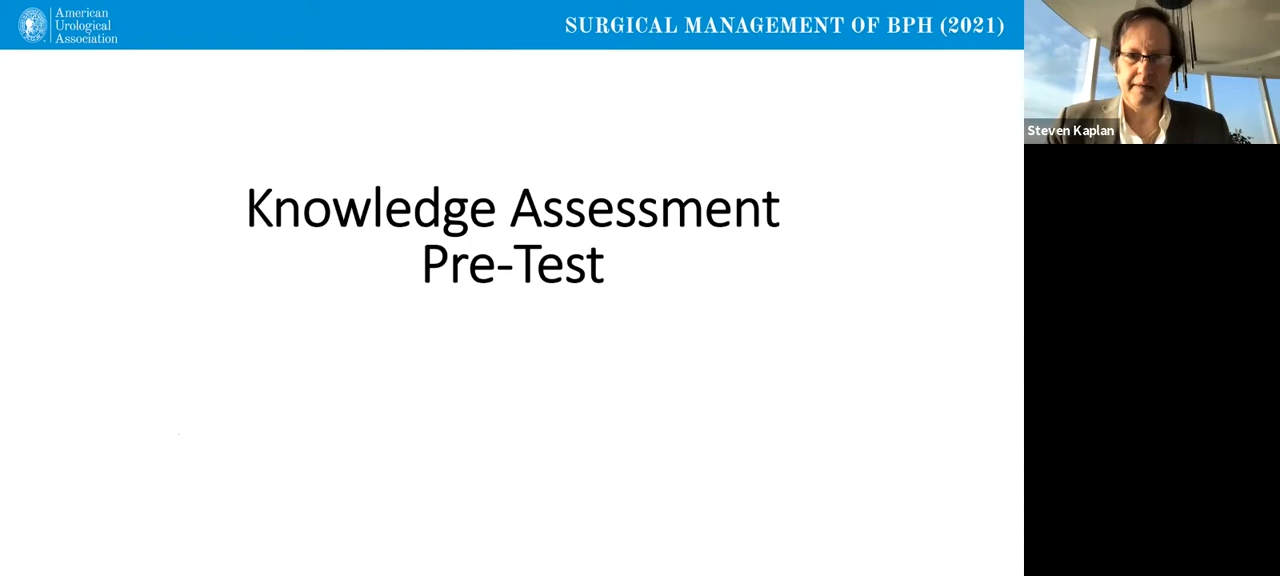 American
Urological
Association
SURGICAL MANAGEMENT OF BPH (2021)
Steven Kaplan
Knowledge Assessment
Pre-Test